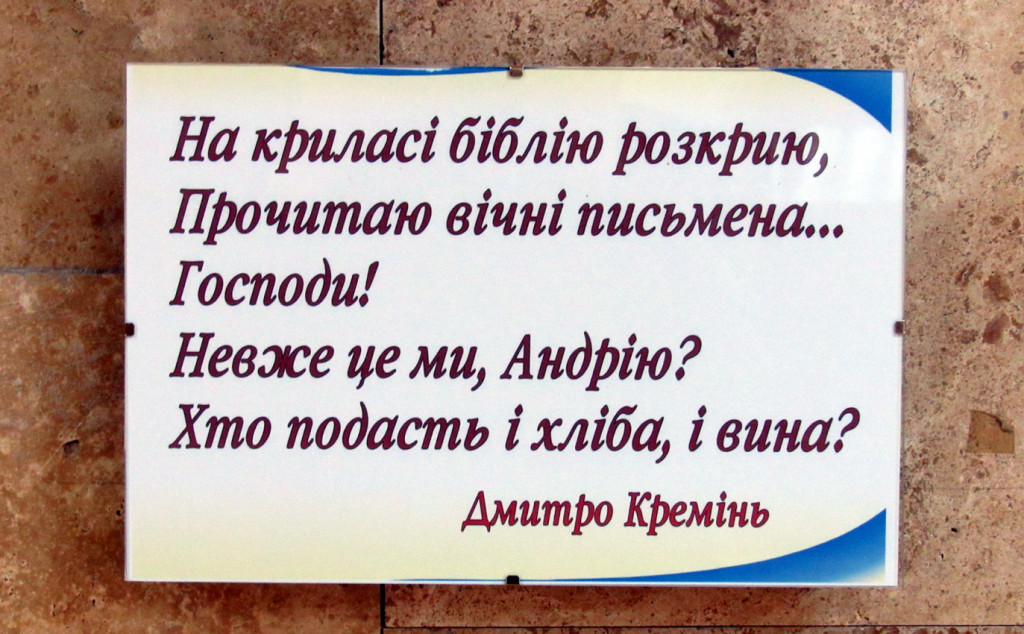 На криласі біблію розкрию,
Прочитаю вічні письмена...
Господи!
Невже це ми, Андрію?
Хто подасть і хліба, і вина?
Дмитро Кремінь